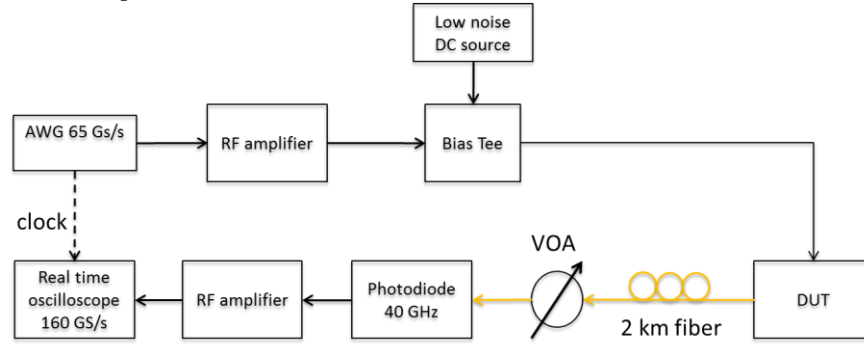 Low noise
DC source
AWG 65 Gs/s
RF amplifier
Bias Tee
clock
VOA
Real time
oscilloscope
160 GS/s
RF amplifier
Photodiode
40 GHz
2 km fiber
DUT